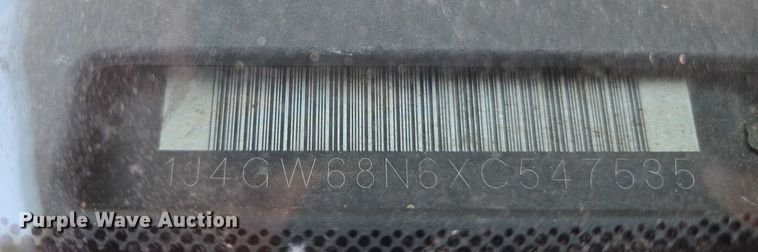 1J4GW68N6XC547535
Purple Wave Auction